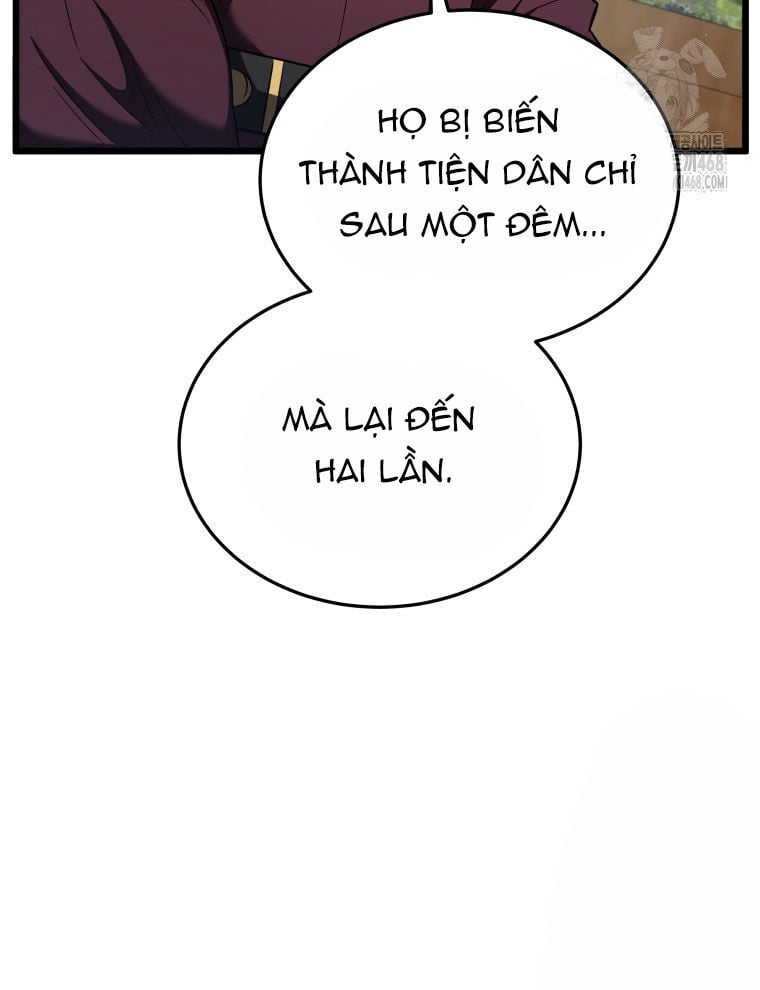 HỌ BỊ BIẾN
THÀNH TIỆN DÂN CHỈ
SAU MỘT ĐÊM...
MÀ LẠI ĐẾN
HAI LẦN.